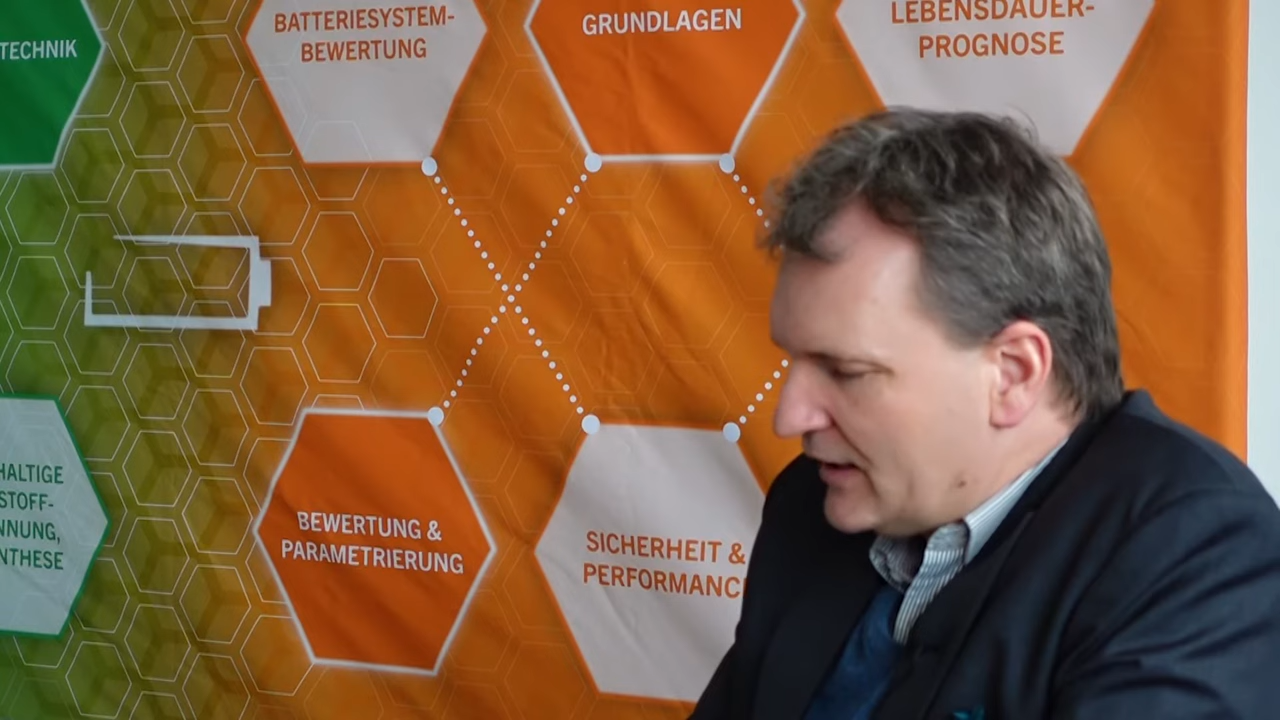 TECHNIK
BATTERIESYSTEM-
BEWERTUNG
GRUNDLAGEN
LEBENSDAUER-
PROGNOSE
HALTIGE
STOFF-
NNUNG,
NTHESE
BEWERTUNG &
PARAMETRIERUNG
SICHERHEIT &
PERFORMANC